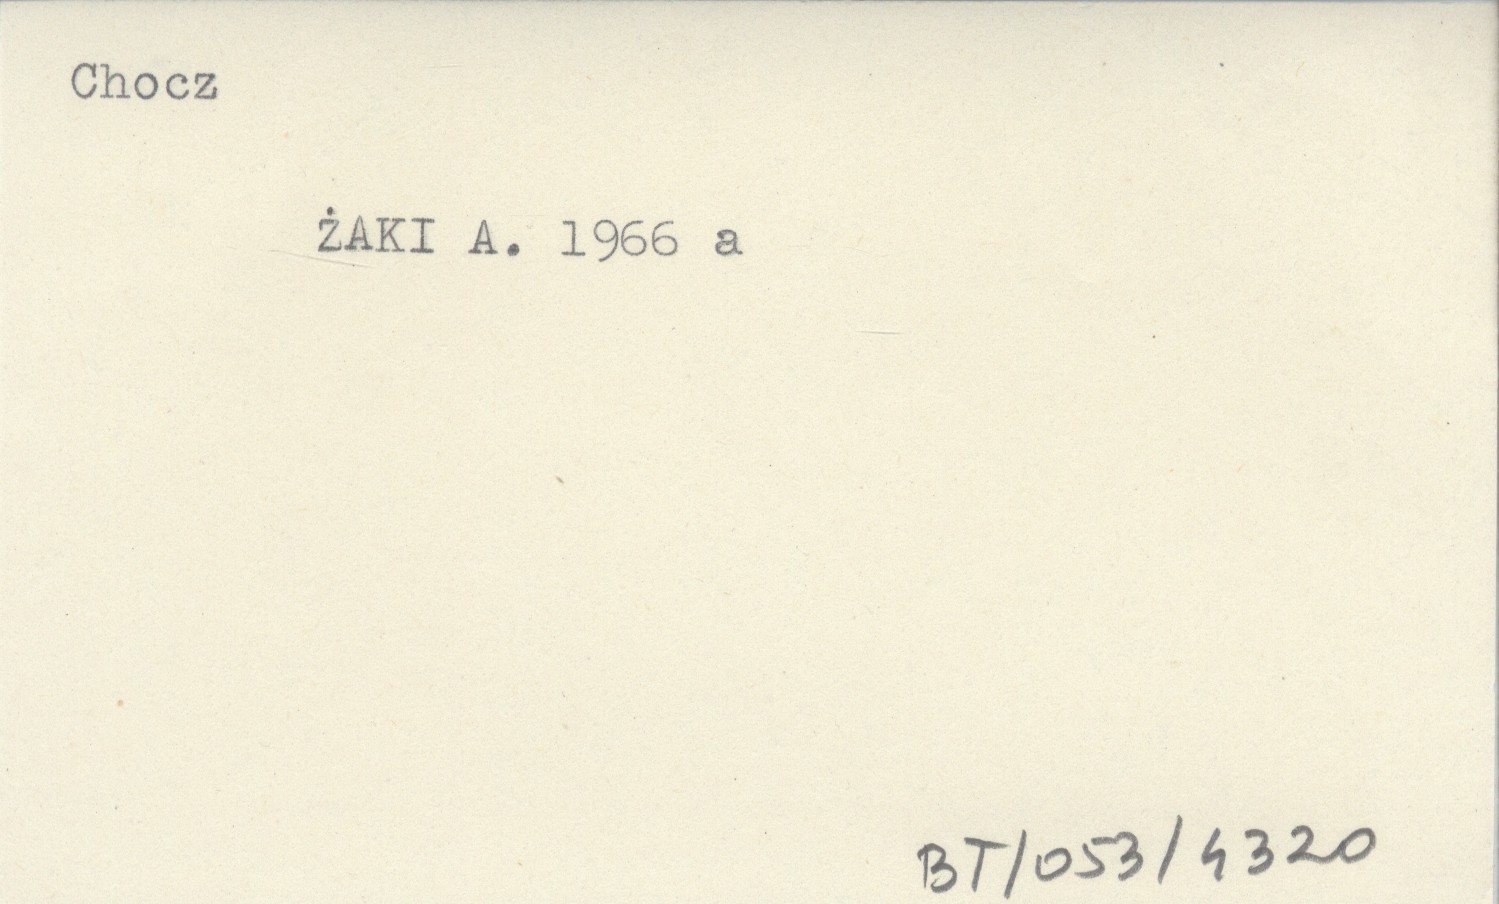 Chocz
ŻAKI A. 1966 a
BT/053/4320